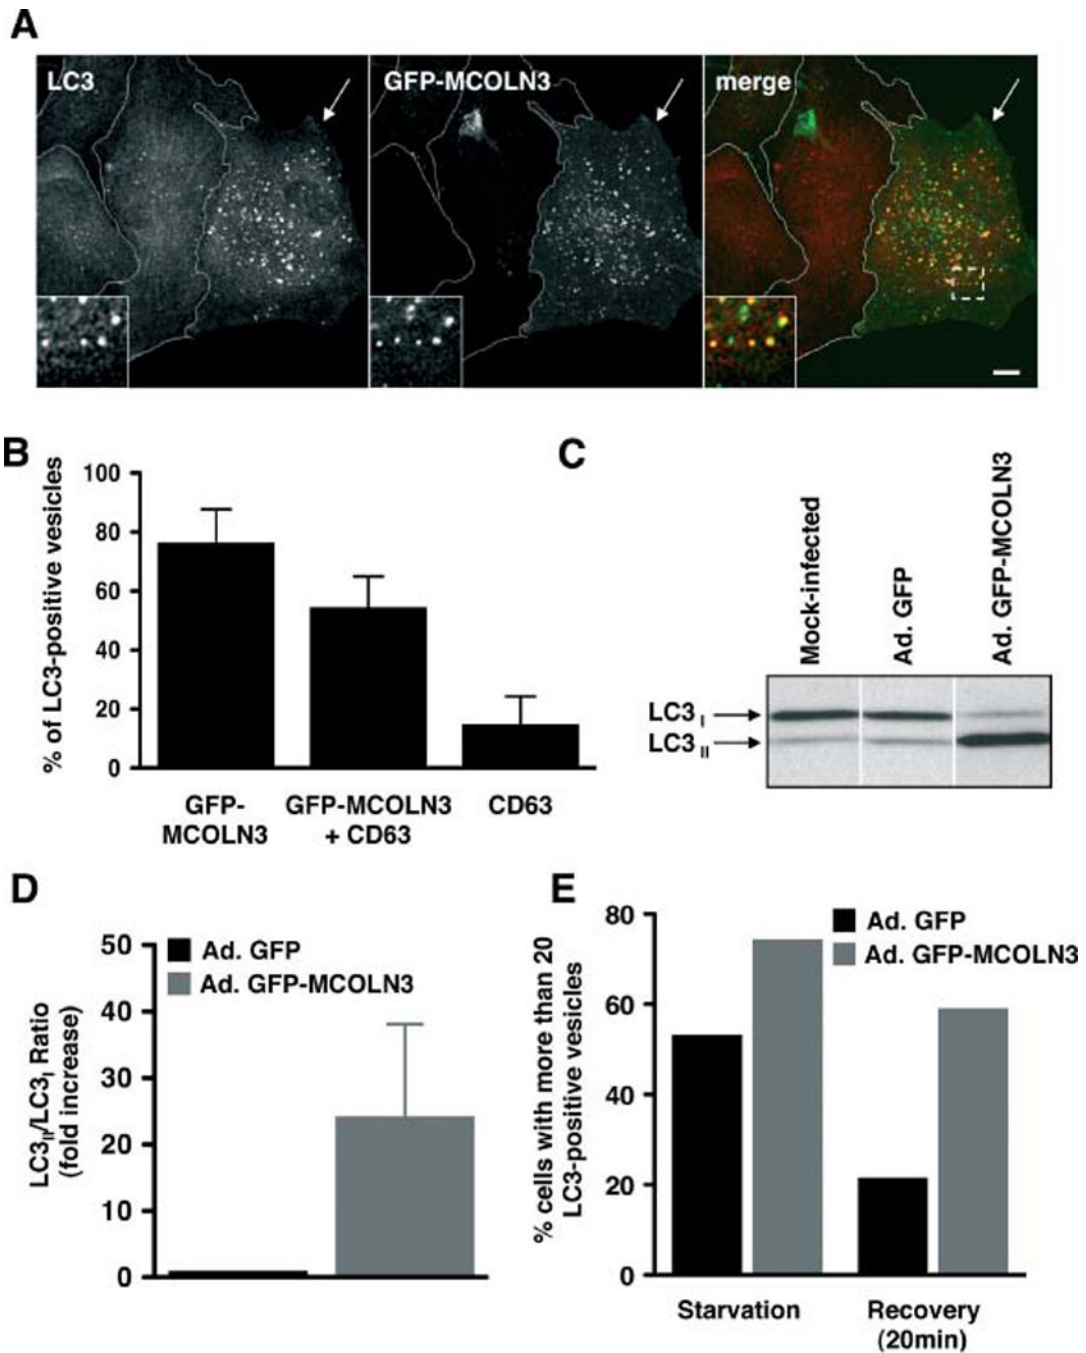 A
LC3
GFP-MCOLN3
merge
B
% of LC3-positive vesicles
100
80
60
40
20
0
GFP-
MCOLN3
GFP-MCOLN3
+ CD63
CD63
C
Mock-infected
Ad. GFP
Ad. GFP-MCOLN3
LC3 I
LC3 II
D
LC3II/LC3I Ratio
(fold increase)
50
40
30
20
10
0
Ad. GFP
Ad. GFP-MCOLN3
E
% cells with more than 20
LC3-positive vesicles
80
60
40
20
0
Ad. GFP
Ad. GFP-MCOLN3
Starvation
Recovery
(20min)